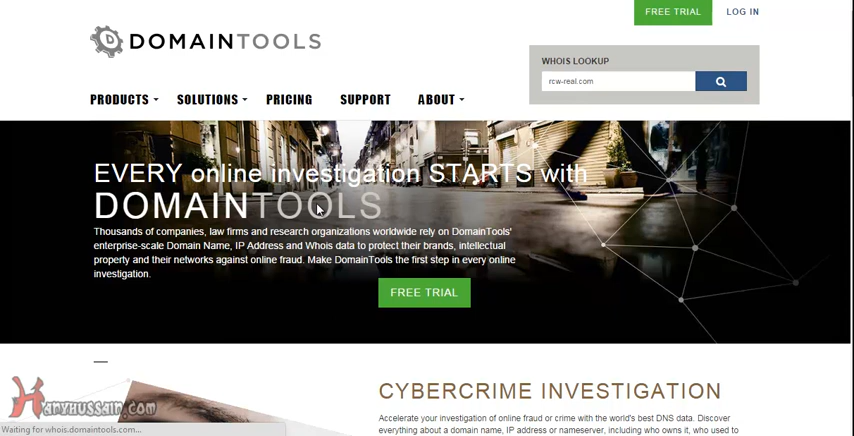 FREE TRIAL
LOG IN
DOMAINTOOLS
WHOIS LOOKUP
rcw-real.com
PRODUCTS
SOLUTIONS
PRICING
SUPPORT
ABOUT
EVERY online investigation STARTS with
DOMAINTOOLS
Thousands of companies, law firms and research organizations worldwide rely on DomainTools'
enterprise-scale Domain Name, IP Address and Whois data to protect their brands, intellectual
property and their networks against online fraud. Make DomainTools the first step in every online
investigation.
FREE TRIAL
CYBERCRIME INVESTIGATION
Accelerate your investigation of online fraud or crime with the world's best DNS data. Discover
everything about a domain name, IP address or nameserver, including who owns it, who used to
Hanyhussain.com
Waiting for whois.domaintools.com...